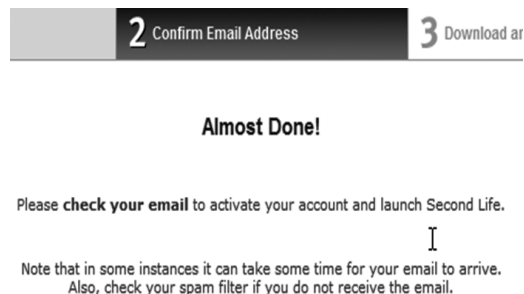 2 Confirm Email Address
3 Download
Almost Done!
Please check your email to activate your account and launch Second Life.
Note that in some instances it can take some time for your email to arrive.
Also, check your spam filter if you do not receive the email.